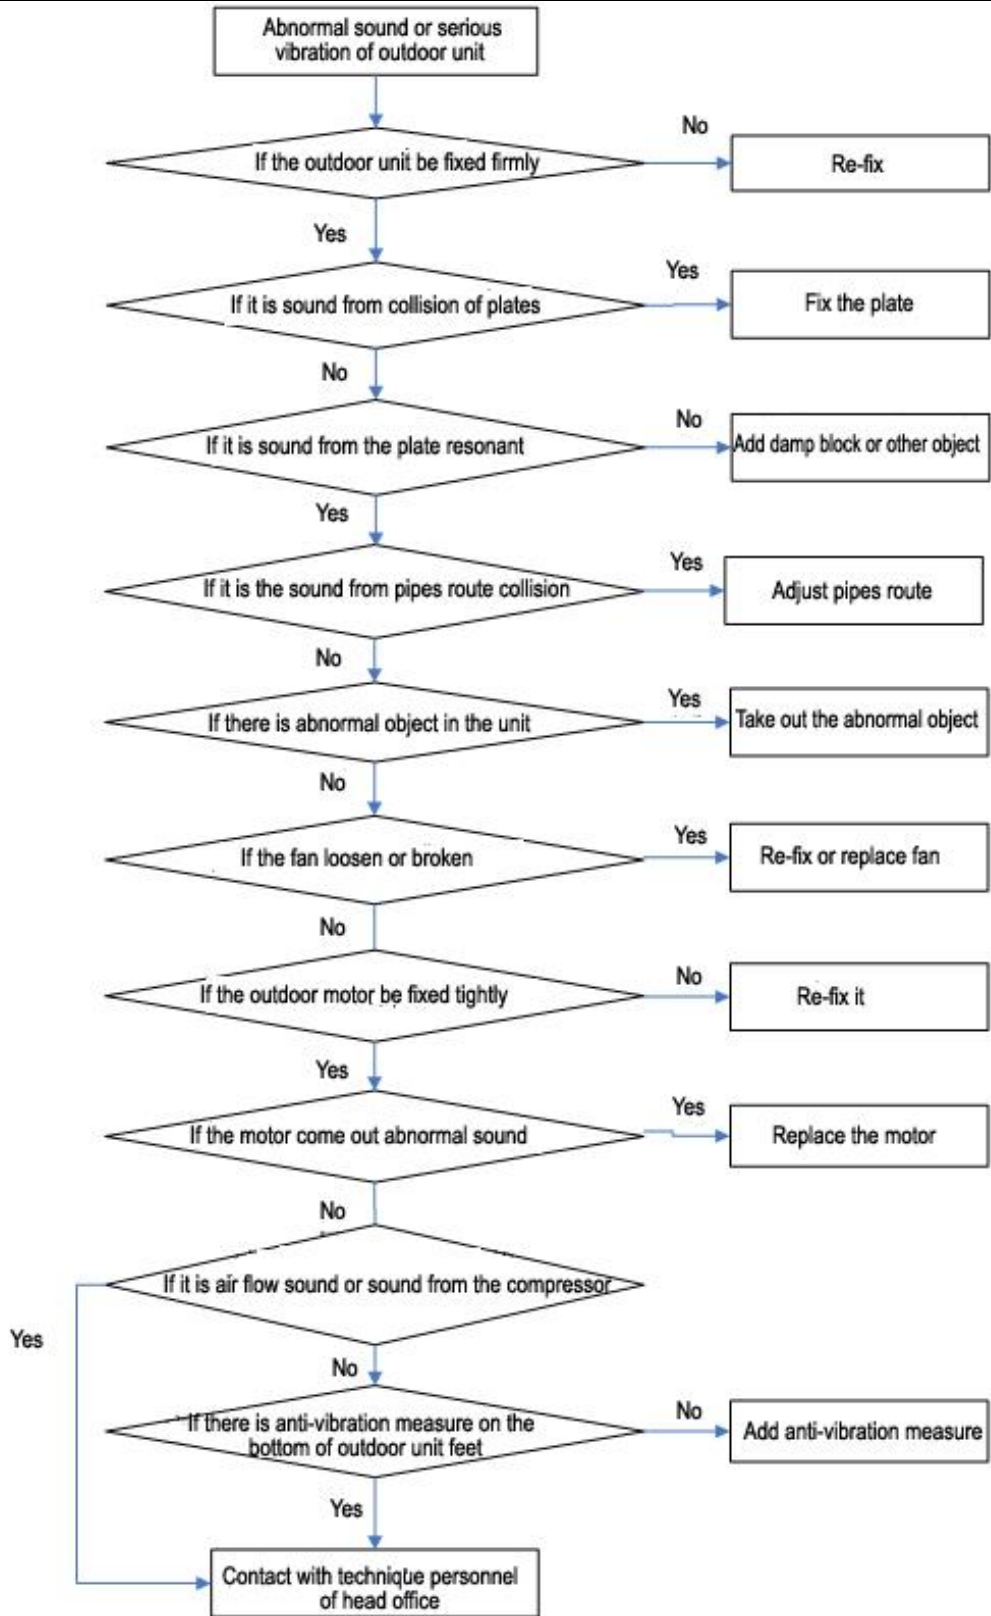 Abnormal sound or serious
vibration of outdoor unit
No
If the outdoor unit be fixed firmly
Re-fix
Yes
Yes
If it is sound from collision of plates
Fix the plate
No
No
If it is sound from the plate resonant
Add damp block or other object
Yes
Yes
If it is the sound from pipes route collision
Adjust pipes route
No
Yes
If there is abnormal object in the unit
Take out the abnormal object
No
Yes
If the fan loosen or broken
Re-fix or replace fan
No
No
If the outdoor motor be fixed tightly
Re-fix it
Yes
Yes
If the motor come out abnormal sound
Replace the motor
No
If it is air flow sound or sound from the compressor
Yes
No
No
If there is anti-vibration measure on the
bottom of outdoor unit feet
Add anti-vibration measure
Yes
Contact with technique personnel
of head office